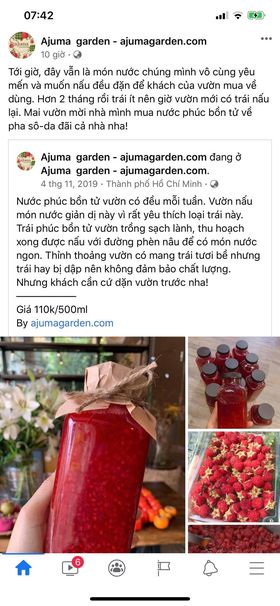 07:42
Ajuma garden - ajumagarden.com
10 giờ ·
Tới giờ, đây vẫn là món nước chúng mình vô cùng yêu
mến và muốn nấu đều đặn để khách của vườn mua về
dùng. Hơn 2 tháng rồi trái ít nên giờ vườn mới có trái nấu
lại. Mai vườn nhà mình mua nước phúc bồn tử về
pha sô-da đãi cả nhà nha!
Ajuma garden - ajumagarden.com đang ở
Ajuma garden - ajumagarden.com.
4 thg 11, 2019 · Thành phố Hồ Chí Minh ·
Nước phúc bồn tử vườn có đều mỗi tuần. Vườn nấu
món nước giản dị này vì rất yêu thích loại trái này.
Trái phúc bồn tử vườn trồng sạch lành, thu hoạch
xong được nấu với đường phèn nâu để có món nước
ngon. Thỉnh thoảng vườn có mang trái tươi bể nhưng
trái hay bị dập nên không đảm bảo chất lượng.
Nhưng khách cần cứ dặn vườn trước nha!
Giá 110k/500ml
By ajumagarden.com
6